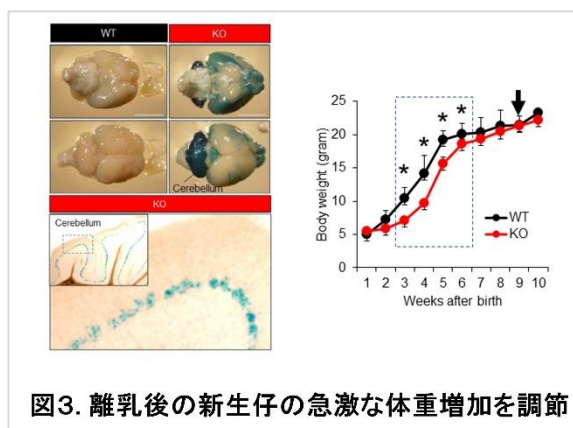 WT
KO
Cerebellum
KO
Cerebellum
Body weight (gram)
25
20
15
10
5
0
*
*
*
*
WT
KO
1 2 3 4 5 6 7 8 9 10
Weeks after birth
図3. 離乳後の新生仔の急激な体重増加を調節